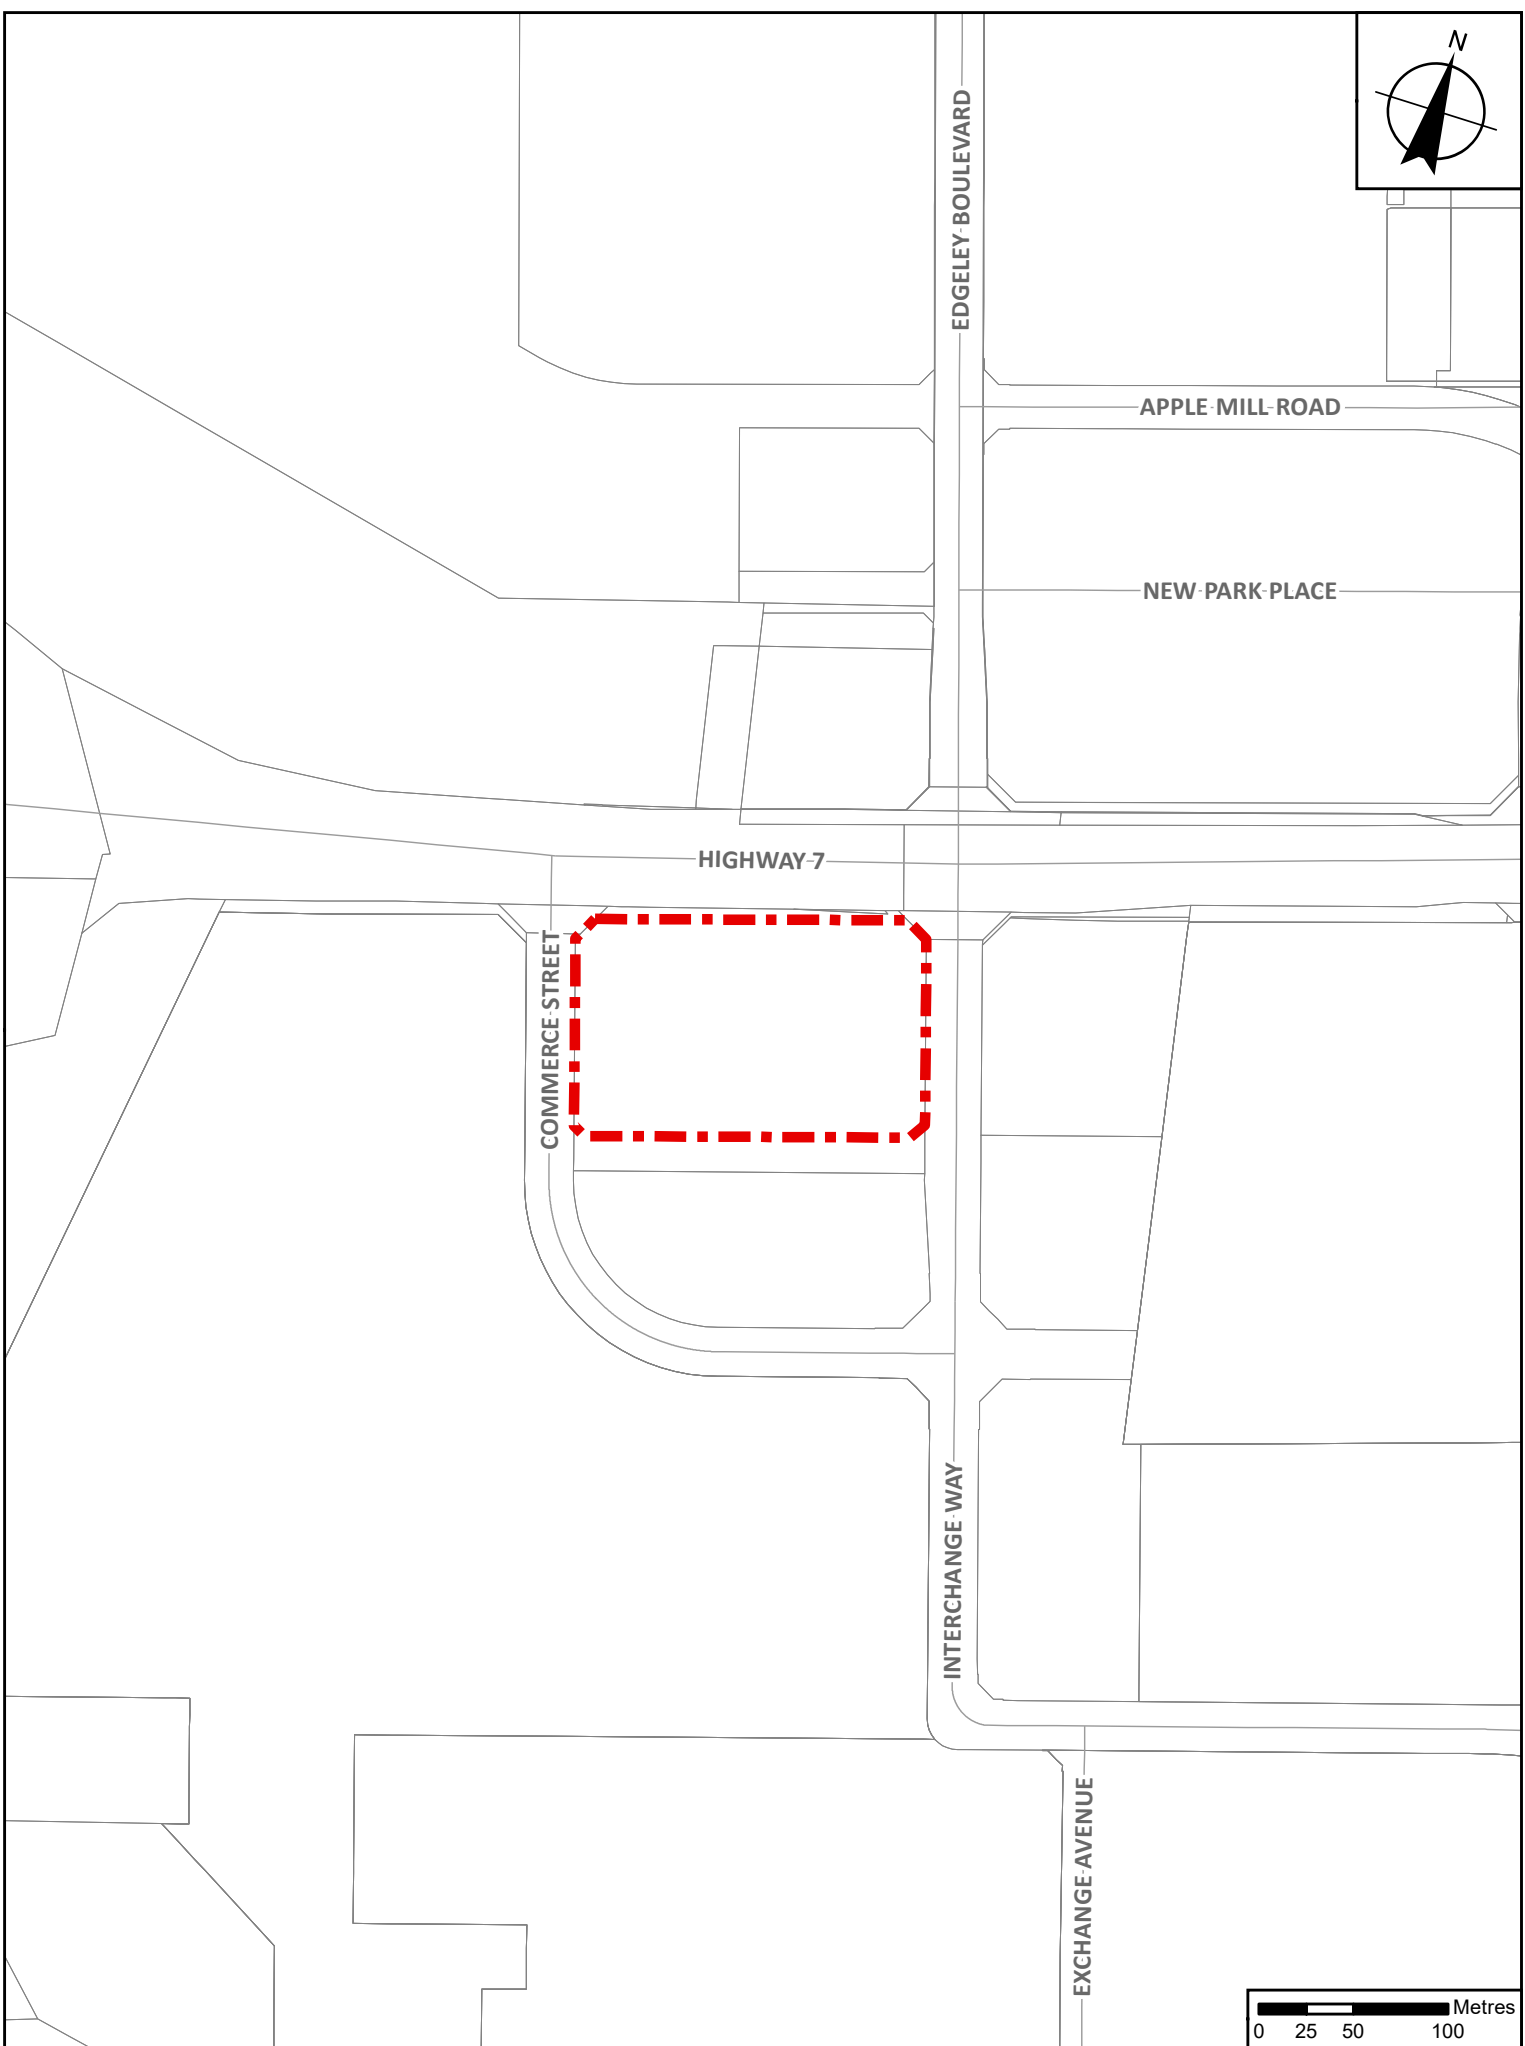 N
EDGELEY BOULEVARD
APPLE MILL ROAD
NEW PARK PLACE
HIGHWAY 7
COMMERCE STREET
INTERCHANGE WAY
EXCHANGE AVENUE
Metres
0 25 50 100